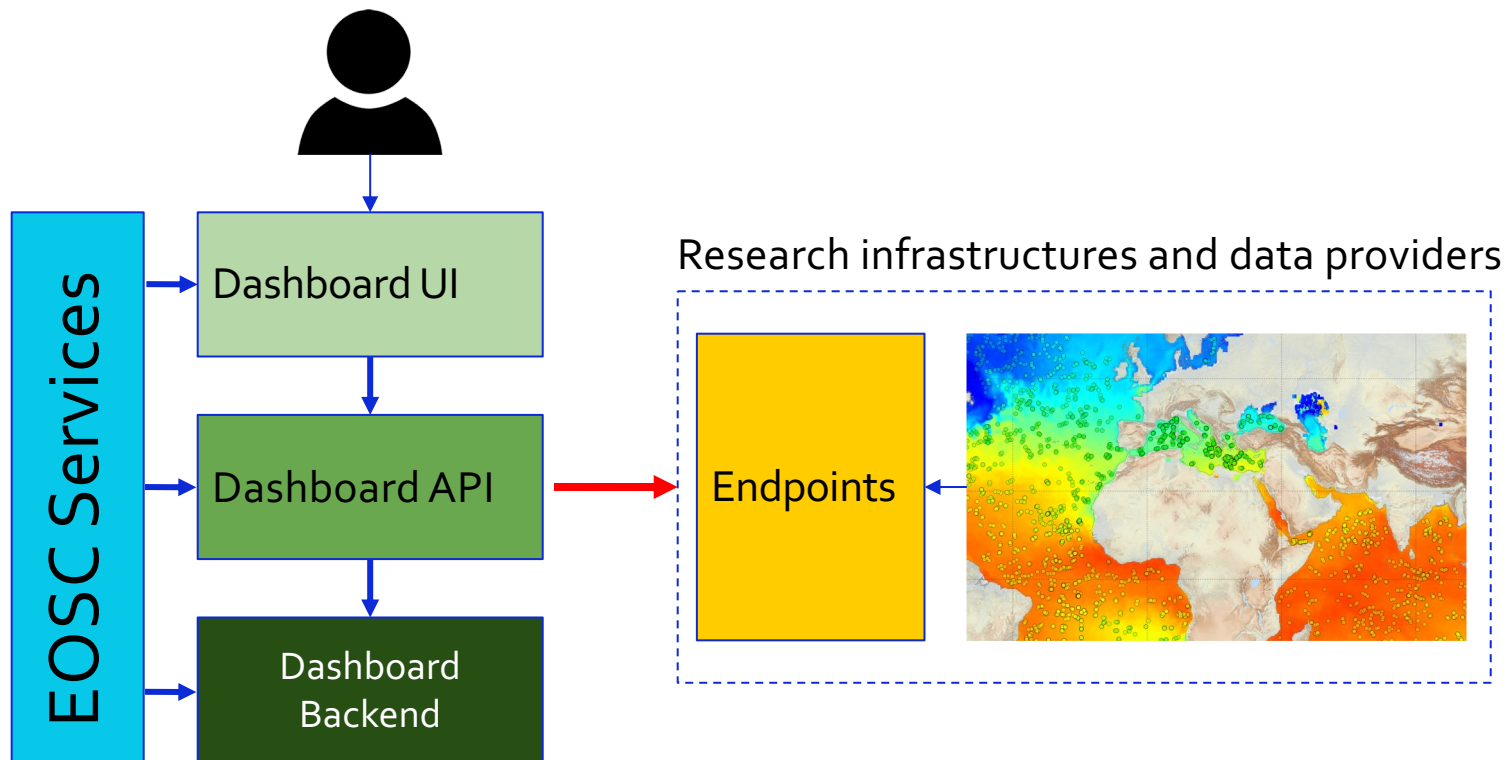 EOSC Services
Dashboard UI
Dashboard API
Dashboard
Backend
Research infrastructures and data providers
Endpoints